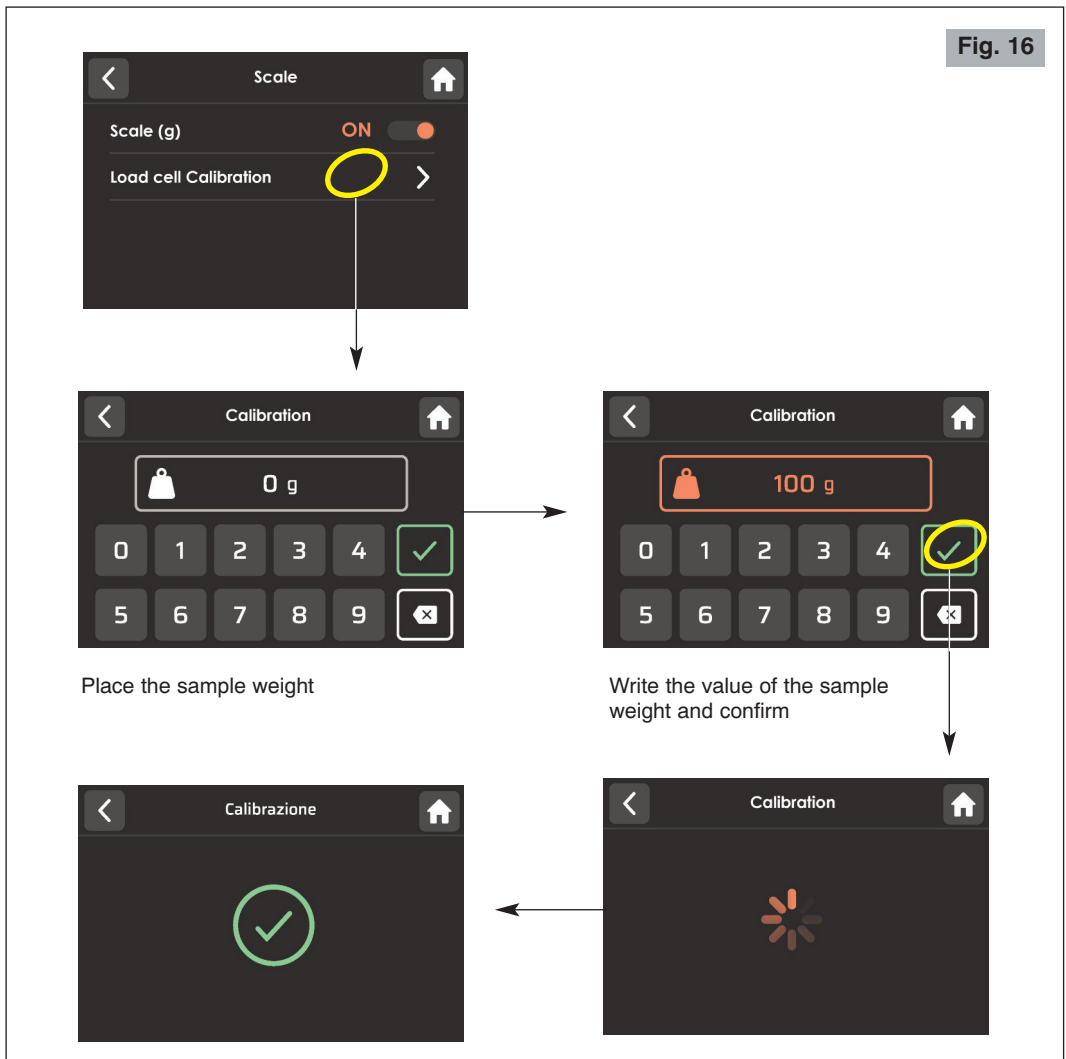 Fig. 16
Scale
Scale (g) ON
Load cell Calibration
Calibration
0 g
0 1 2 3 4
5 6 7 8 9
Place the sample weight
Calibration
100 g
0 1 2 3 4
5 6 7 8 9
Write the value of the sample
weight and confirm
Calibration
Calibrazione